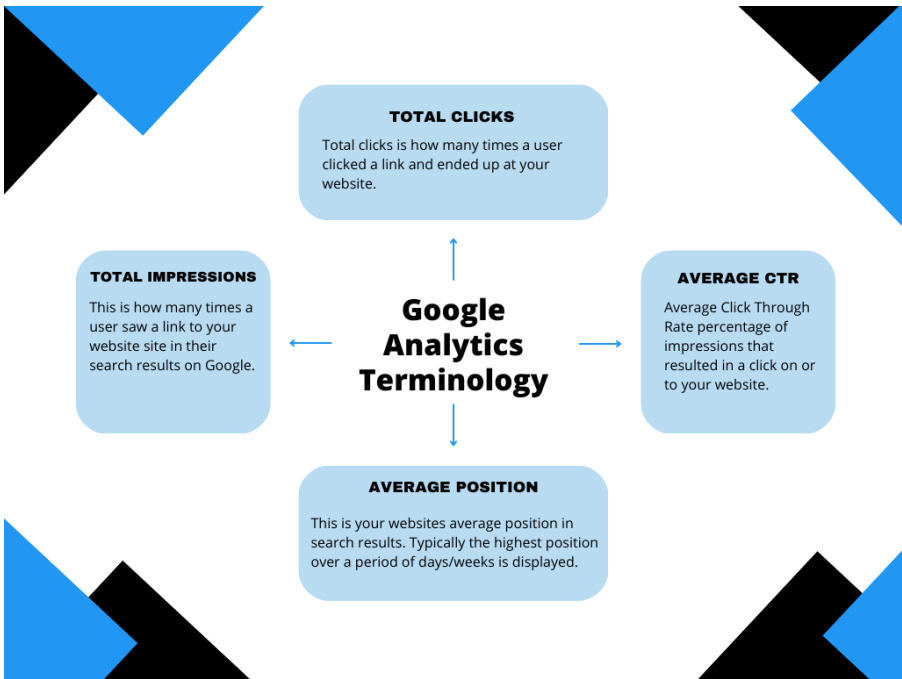 TOTAL CLICKS
Total clicks is how many times a user
clicked a link and ended up at your
website.
TOTAL IMPRESSIONS
This is how many times a
user saw a link to your
website site in their
search results on Google.
Google
Analytics
Terminology
AVERAGE CTR
Average Click Through
Rate percentage of
impressions that
resulted in a click on or
to your website.
AVERAGE POSITION
This is your websites average position in
search results. Typically the highest position
over a period of days/weeks is displayed.